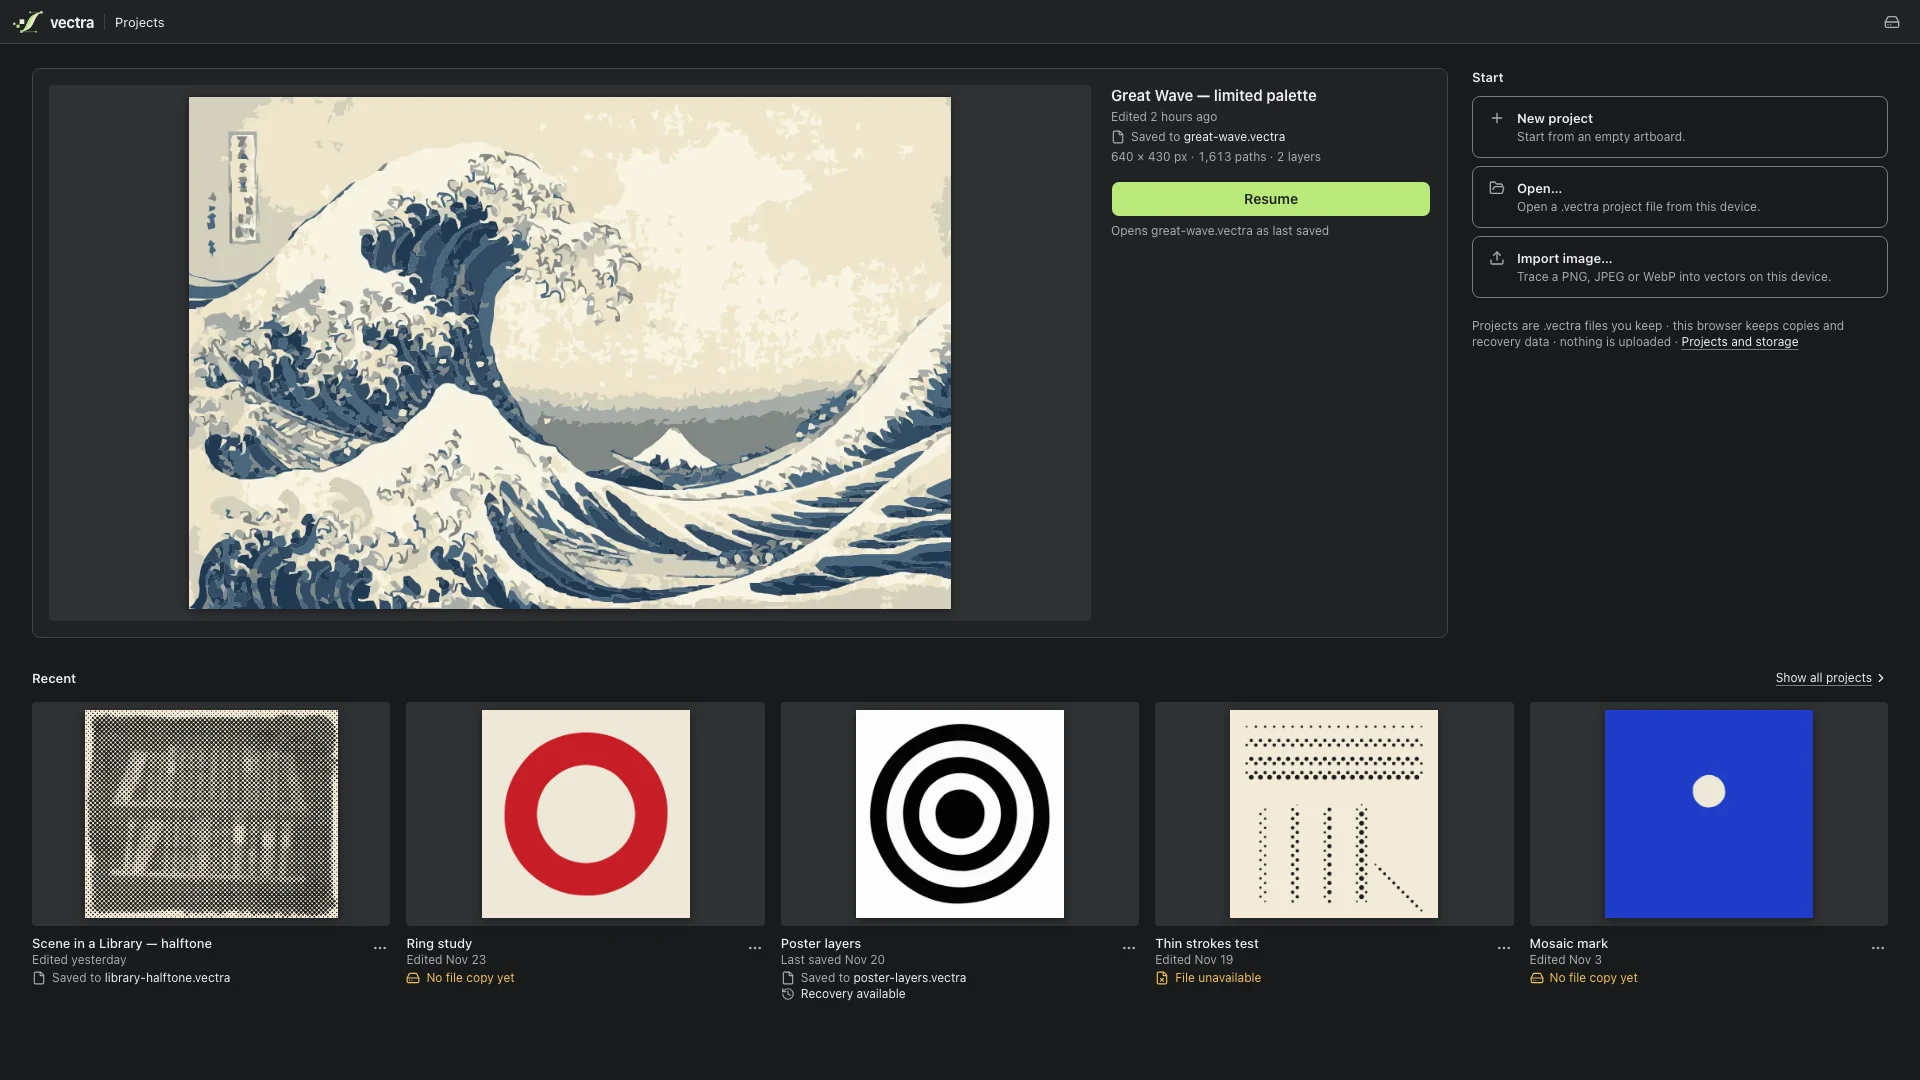 vectra
Projects
Great Wave — limited palette
Edited 2 hours ago
Saved to great-wave.vectra
640 × 430 px · 1,613 paths · 2 layers
Resume
Opens great-wave.vectra as last saved
Start
New project
Start from an empty artboard.
Open...
Open a .vectra project file from this device.
Import image...
Trace a PNG, JPEG or WebP into vectors on this device.
Projects are .vectra files you keep · this browser keeps copies and
recovery data · nothing is uploaded · Projects and storage
Recent
Show all projects
Scene in a Library — halftone
Edited yesterday
Saved to library-halftone.vectra
Ring study
Edited Nov 23
No file copy yet
Poster layers
Last saved Nov 20
Saved to poster-layers.vectra
Recovery available
Thin strokes test
Edited Nov 19
File unavailable
Mosaic mark
Edited Nov 3
No file copy yet